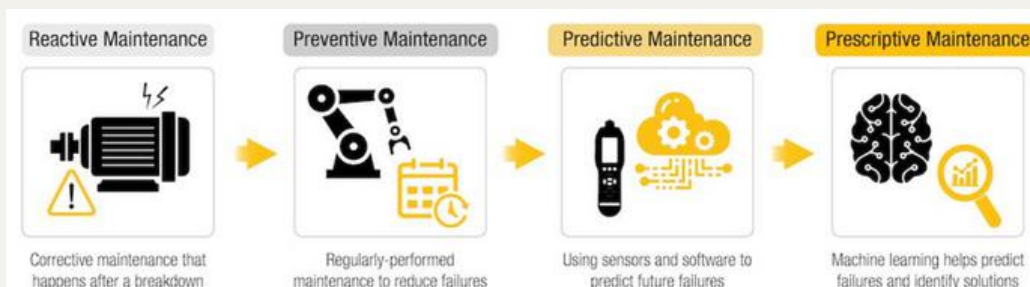 Reactive Maintenance
Preventive Maintenance
Predictive Maintenance
Prescriptive Maintenance
Corrective maintenance that
happens after a breakdown
Regularly-performed
maintenance to reduce failures
Using sensors and software to
predict future failures
Machine learning helps predict
failures and identify solutions